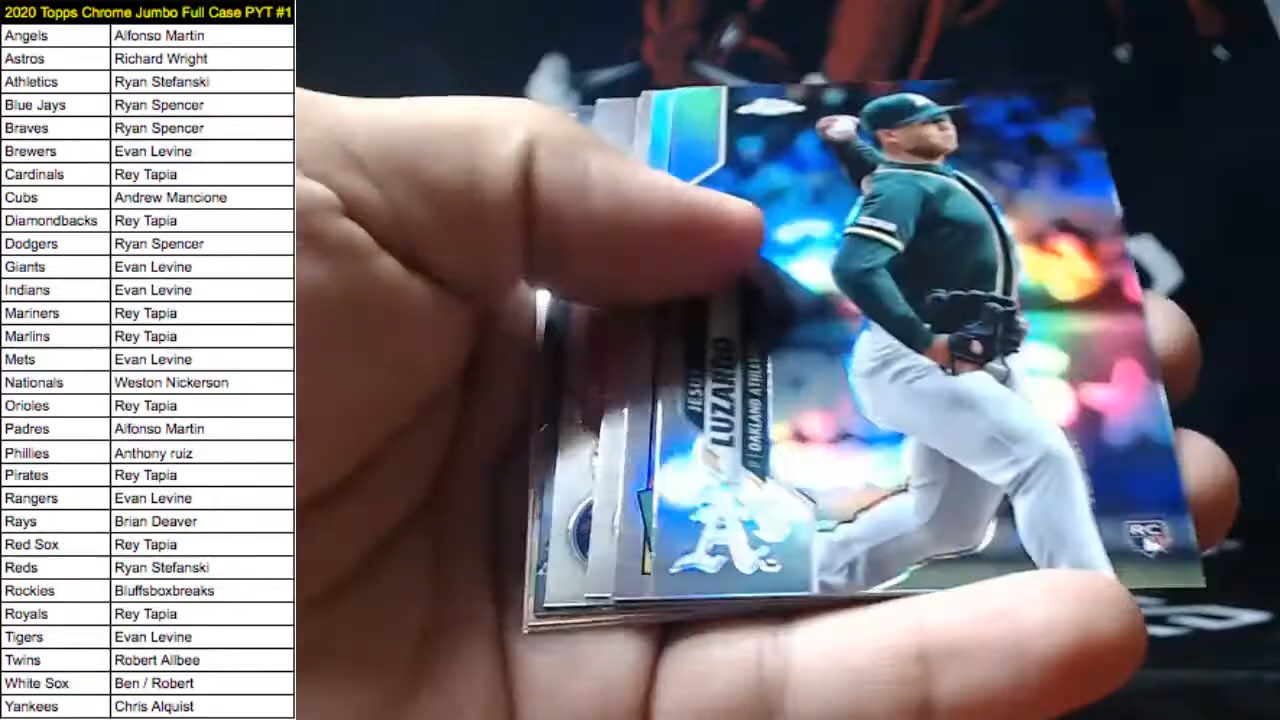 2020 Topps Chrome Jumbo Full Case PYT #1
Angels Alfonso Martin
Astros Richard Wright
Athletics Ryan Stefanski
Blue Jays Ryan Spencer
Braves Ryan Spencer
Brewers Evan Levine
Cardinals Rey Tapia
Cubs Andrew Mancione
Diamondbacks Rey Tapia
Dodgers Ryan Spencer
Giants Evan Levine
Indians Evan Levine
Mariners Rey Tapia
Marlins Rey Tapia
Mets Evan Levine
Nationals Weston Nickerson
Orioles Rey Tapia
Padres Alfonso Martin
Phillies Anthony ruiz
Pirates Rey Tapia
Rangers Evan Levine
Rays Brian Deaver
Red Sox Rey Tapia
Reds Ryan Stefanski
Rockies Bluffsboxbreaks
Royals Rey Tapia
Tigers Evan Levine
Twins Robert Allbee
White Sox Ben / Robert
Yankees Chris Alquist
LUZARDO
OAKLAND
A's
RC